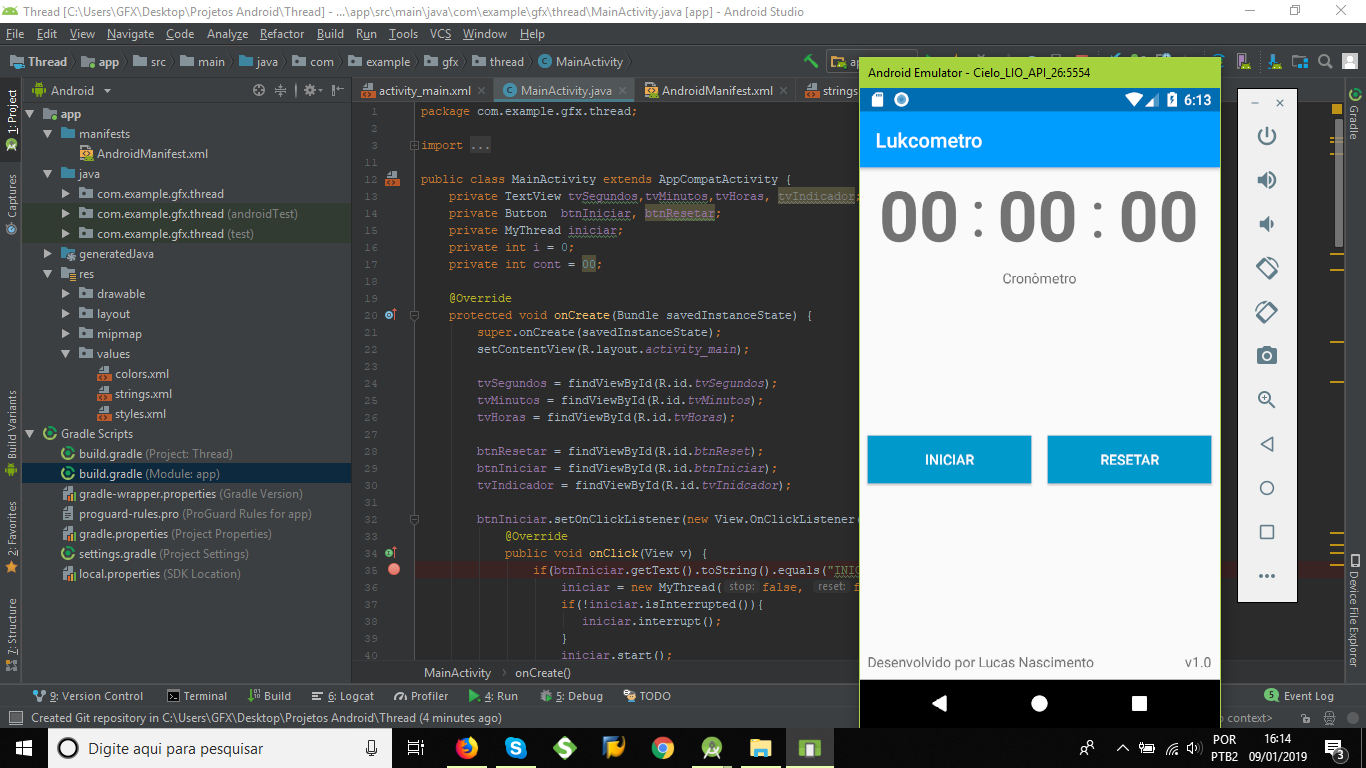 Thread [C:\Users\GFX\Desktop\Projetos Android\Thread] - ...\app\src\main\java\com\example\gfx\thread\MainActivity.java [app] - Android Studio
File Edit View Navigate Code Analyze Refactor Build Run Tools VCS Window Help
Thread app src main java com example gfx thread MainActivity
Android
activity_main.xml MainActivity.java AndroidManifest.xml strings
1: Project
Captures
Build Variants
2: Favorites
7: Structure
app
manifests
AndroidManifest.xml
java
com.example.gfx.thread
com.example.gfx.thread (androidTest)
com.example.gfx.thread (test)
generatedJava
res
drawable
layout
mipmap
values
colors.xml
strings.xml
styles.xml
Gradle Scripts
build.gradle (Project: Thread)
build.gradle (Module: app)
gradle-wrapper.properties (Gradle Version)
proguard-rules.pro (ProGuard Rules for app)
gradle.properties (Project Properties)
settings.gradle (Project Settings)
local.properties (SDK Location)
1 package com.example.gfx.thread;
2
3 import ...
11
12 public class MainActivity extends AppCompatActivity {
13 private TextView tvSegundos,tvMinutos,tvHoras, tvIndicador;
14 private Button btnIniciar, btnResetar;
15 private MyThread iniciar;
16 private int i = 0;
17 private int cont = 00;
18
19 @Override
20 protected void onCreate(Bundle savedInstanceState) {
21 super.onCreate(savedInstanceState);
22 setContentView(R.layout.activity_main);
23
24 tvSegundos = findViewById(R.id.tvSegundos);
25 tvMinutos = findViewById(R.id.tvMinutos);
26 tvHoras = findViewById(R.id.tvHoras);
27
28 btnResetar = findViewById(R.id.btnReset);
29 btnIniciar = findViewById(R.id.btnIniciar);
30 tvIndicador = findViewById(R.id.tvInidcador);
31
32 btnIniciar.setOnClickListener(new View.OnClickListener(
33 @Override
34 public void onClick(View v) {
35 if(btnIniciar.getText().toString().equals("INIC
36 iniciar = new MyThread( stop: false, reset: f
37 if(!iniciar.isInterrupted()){
38 iniciar.interrupt();
39 }
40 iniciar.start();
MainActivity onCreate()
Android Emulator - Cielo_LIO_API_26:5554
6:13
Lukcometro
00 : 00 : 00
Cronômetro
INICIAR RESETAR
Desenvolvido por Lucas Nascimento v1.0
Gradle
Device File Explorer
9: Version Control Terminal Build 6: Logcat Profiler 4: Run 5: Debug TODO 5 Event Log
Created Git repository in C:\Users\GFX\Desktop\Projetos Android\Thread (4 minutes ago) context>
Digite aqui para pesquisar
POR
PTB2
16:14
09/01/2019
3